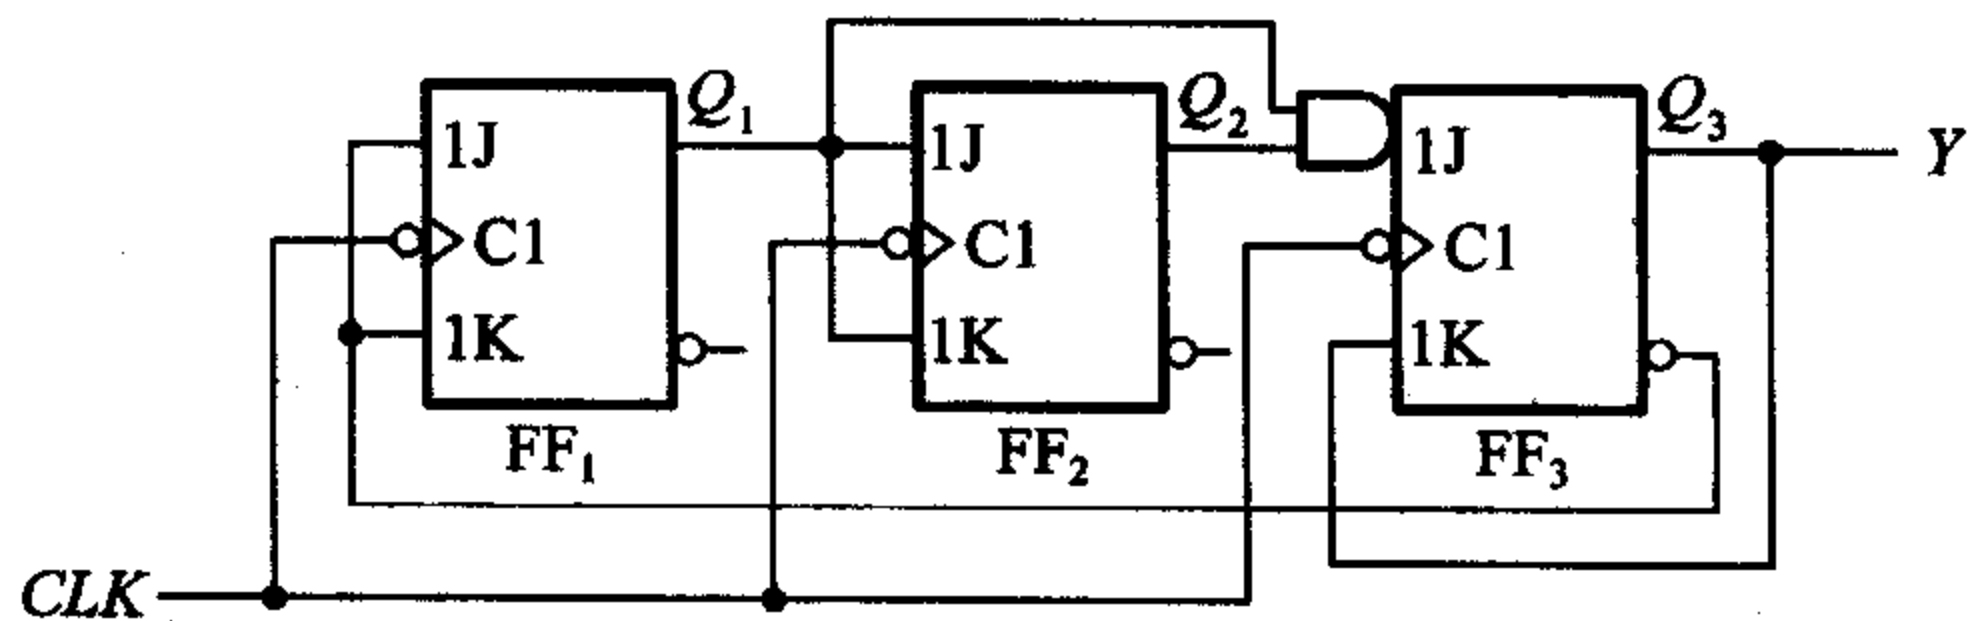 Q₁ Q₂ Q₃
1J 1J 1J Y
C1 C1 C1
1K 1K 1K
FF₁ FF₂ FF₃
CLK